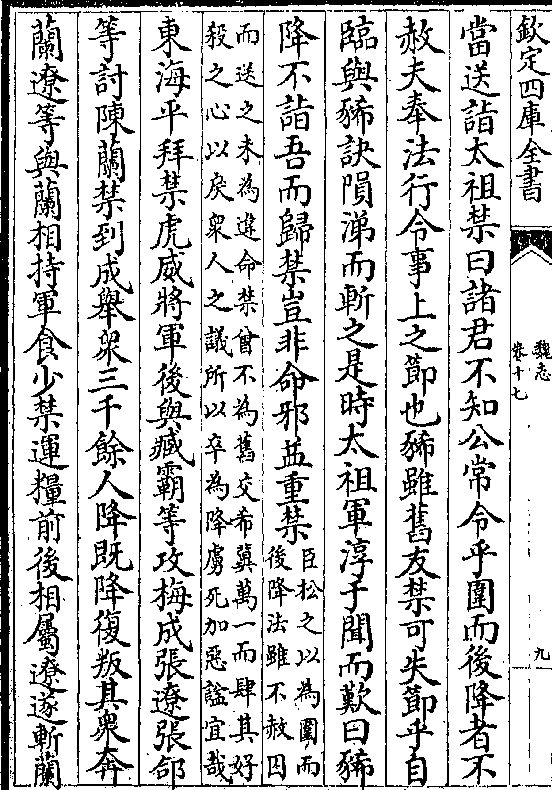 欽定四庫全書
魏志
卷十七
九
當送詣太祖禁曰諸君不知公常令乎圍而後降者不
赦夫奉法行令事上之節也豨雖舊友禁可失節乎自
臨與豨訣隕涕而斬之是時太祖軍淳于聞而歎曰豨
降不詣吾而歸禁豈非命邪益重禁
臣松之以為圍而
後降法雖不赦囚
而送之未為違命禁曾不為舊交希冀萬一而肆其好
殺之心以戾衆人之議所以卒為降虜死加惡諡宜哉
東海平拜禁虎威將軍後與臧霸等攻梅成張遼張郃
等討陳蘭禁到成舉衆三千餘人降既降復叛其衆奔
蘭遼等與蘭相持軍食少禁運糧前後相屬遼遂斬蘭